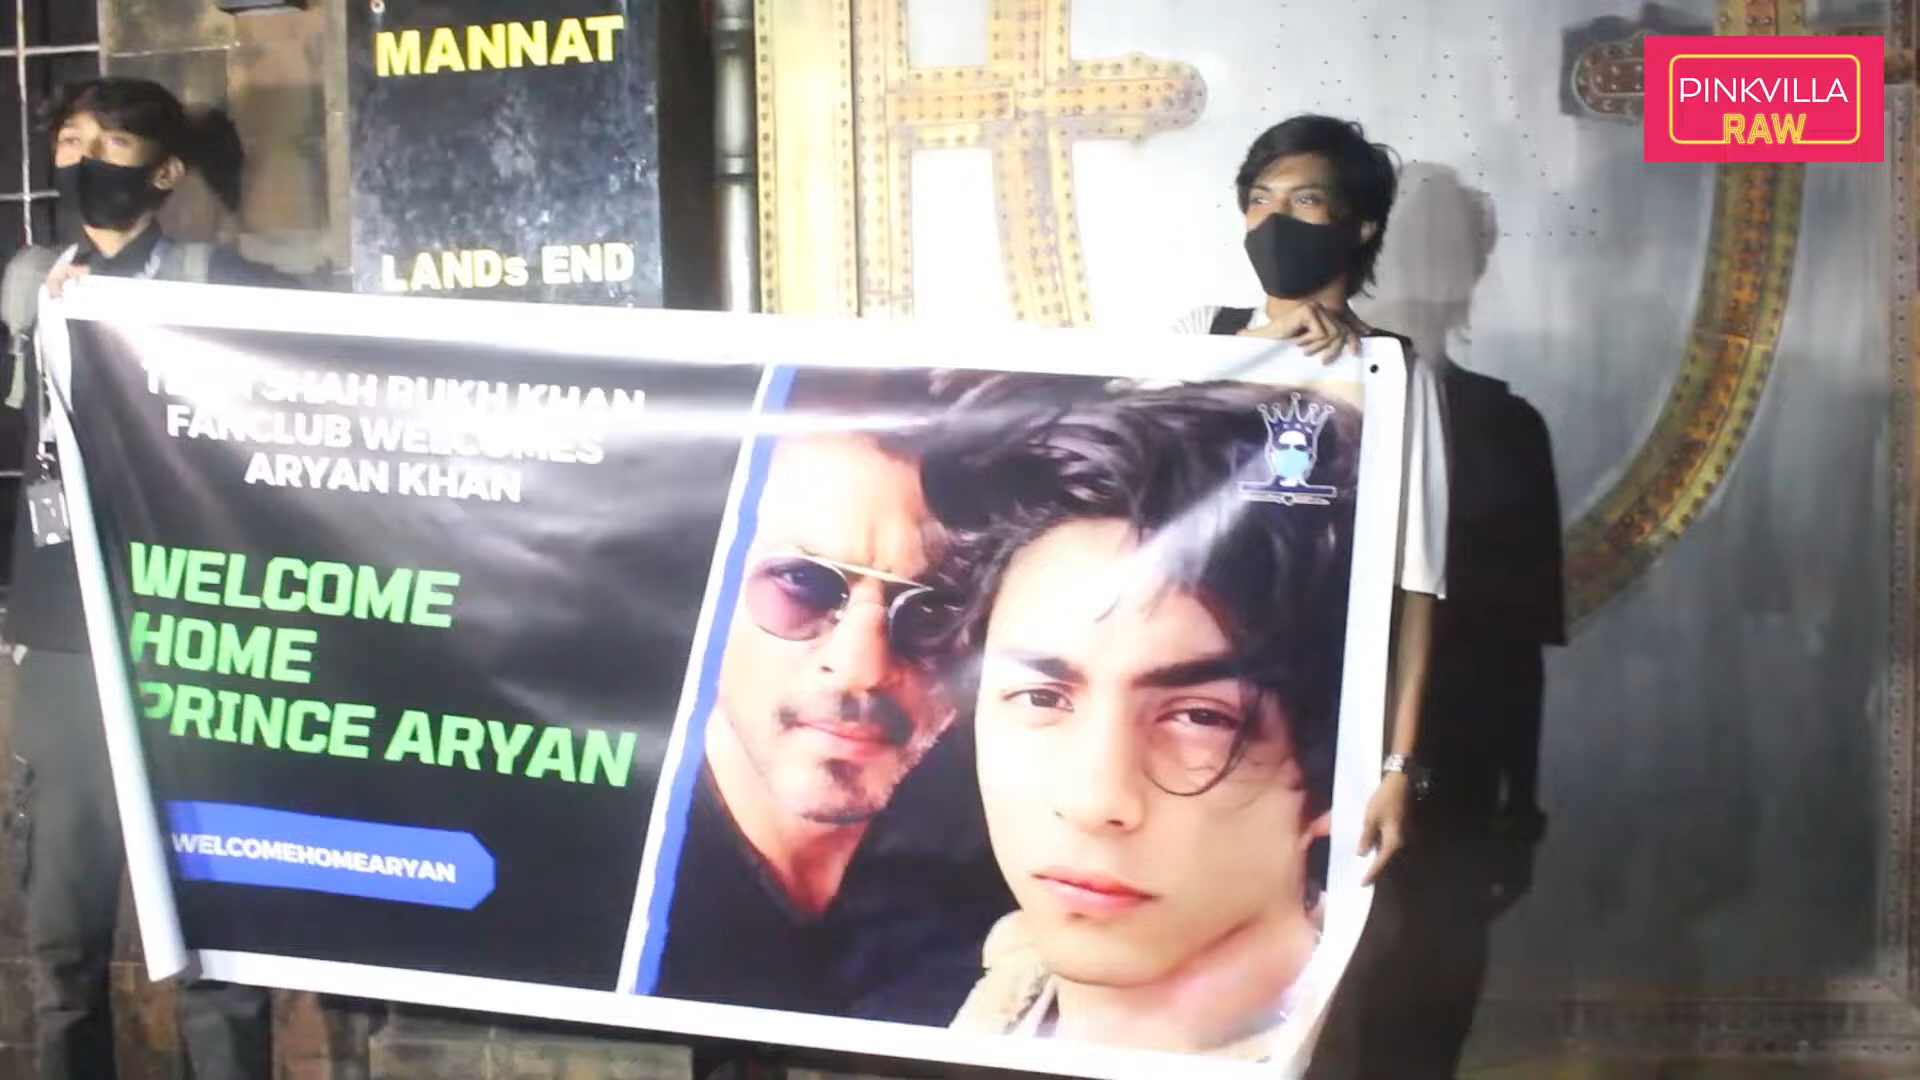 MANNAT
LANDs END
PINKVILLA
RAW
SHAH RUKH KHAN
FANCLUB WELCOMES
ARYAN KHAN
WELCOME
HOME
PRINCE ARYAN
WELCOMEHOMEARYAN